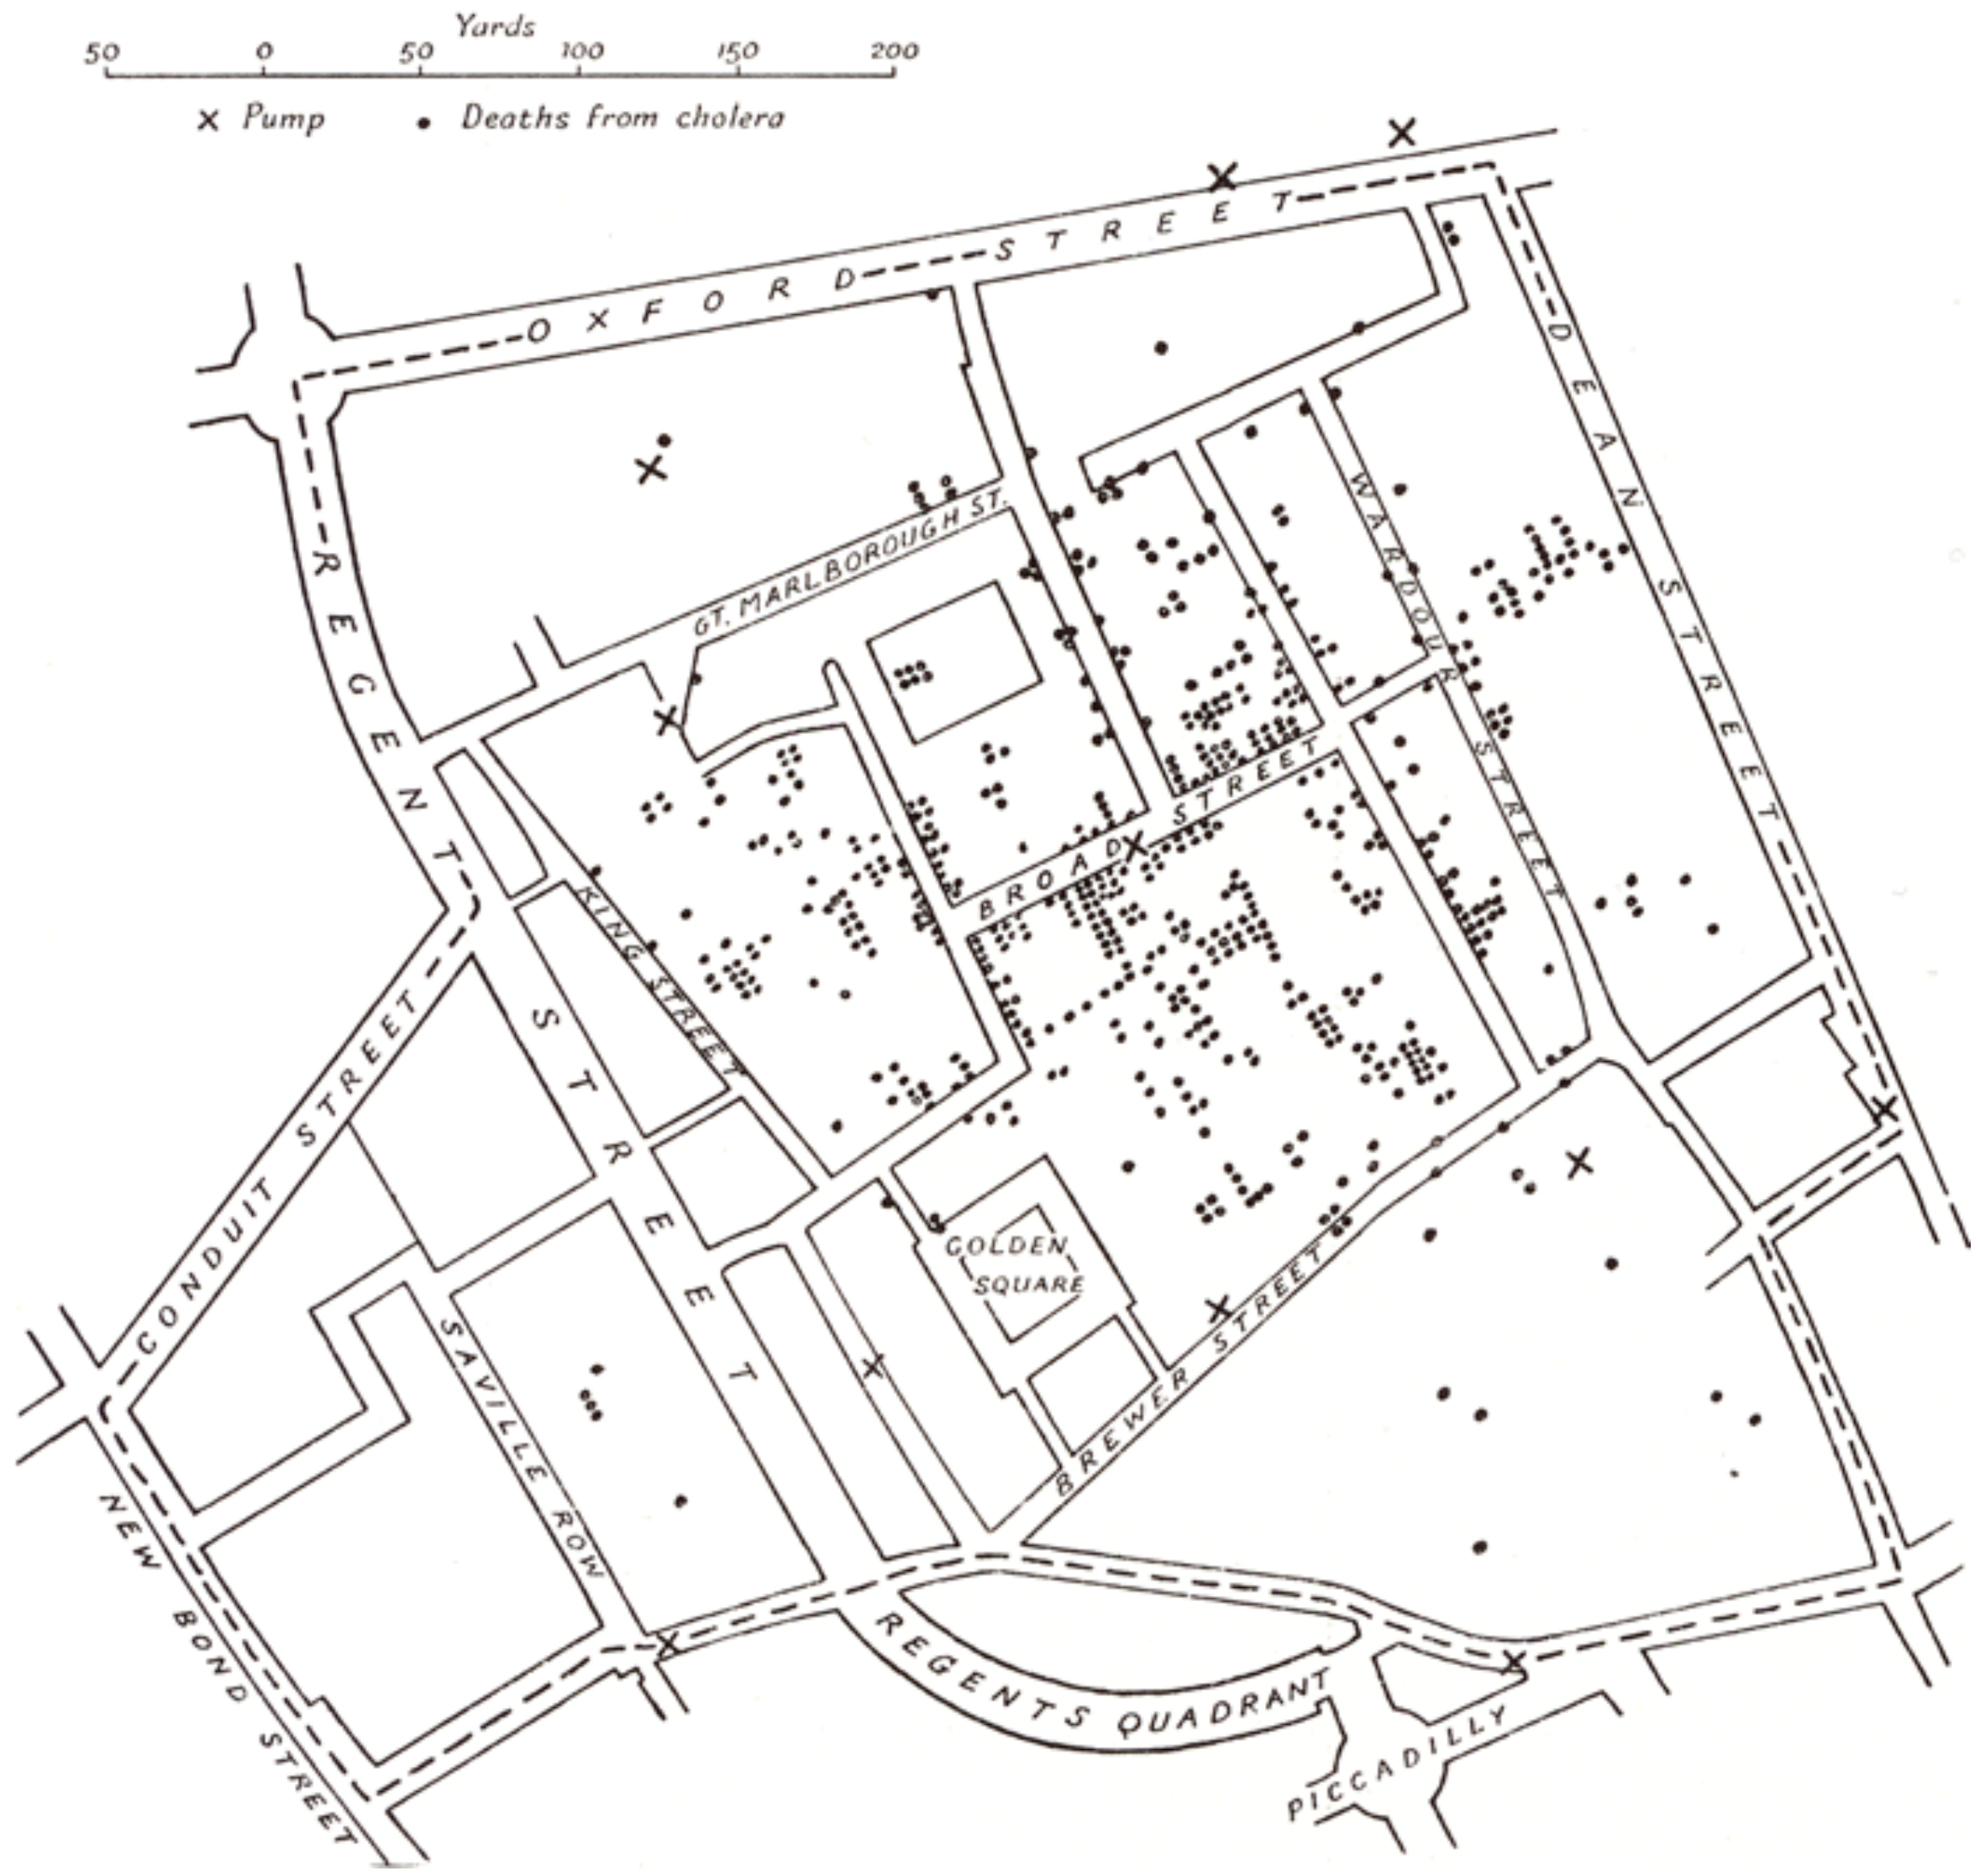 Yards
50 0 50 100 150 200
× Pump • Deaths from cholera
OXFORD STREET
DEAN STREET
REGENT STREET
GT. MARLBOROUGH ST.
WARDOUR STREET
BROAD STREET
KING STREET
CONDUIT STREET
GOLDEN
SQUARE
BREWER STREET
SAVILLE ROW
NEW BOND STREET
REGENTS QUADRANT
PICCADILLY